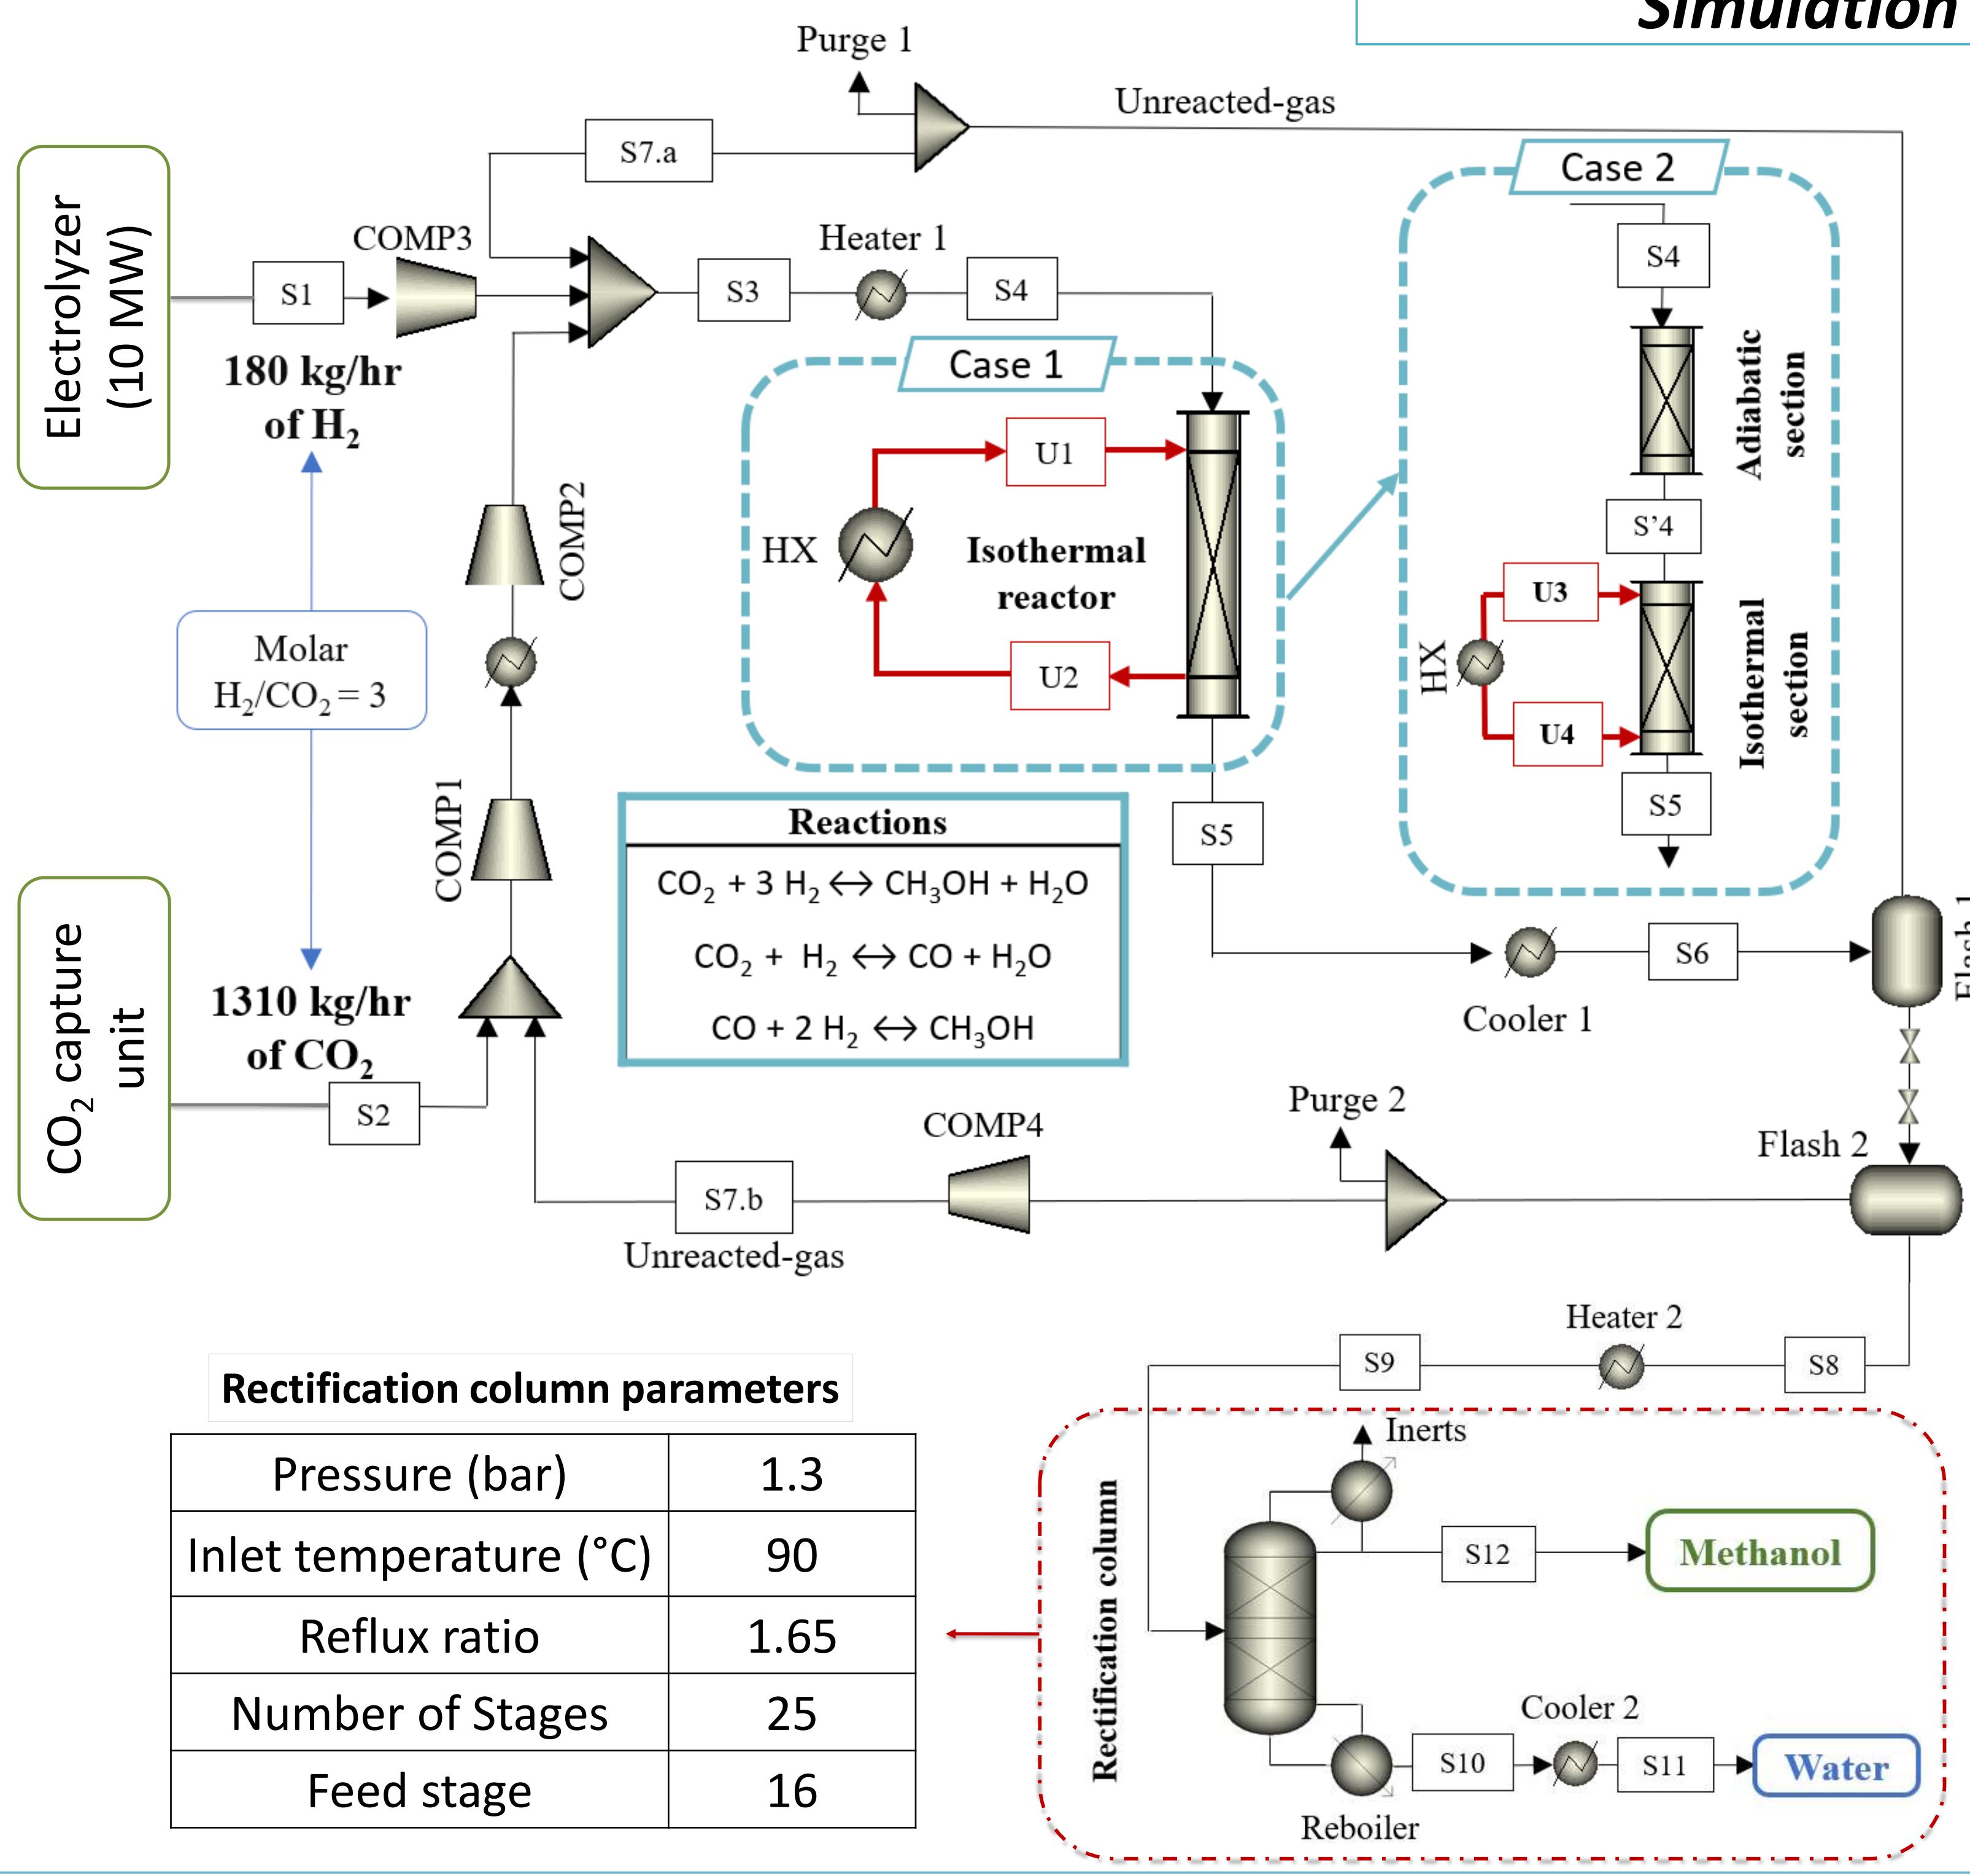 Simulation
Purge 1
Unreacted-gas
S7.a
Case 2
Electrolyzer
(10 MW)
S1
COMP3
180 kg/hr
of H₂
S3
Heater 1
S4
S4
Adiabatic
section
S’4
U3
HX
U4
Isothermal
section
S5
Case 1
U1
HX
Isothermal
reactor
U2
COMP2
Molar
H₂/CO₂ = 3
COMP1
S5
Reactions
CO₂ + 3 H₂ ↔ CH₃OH + H₂O
CO₂ + H₂ ↔ CO + H₂O
CO + 2 H₂ ↔ CH₃OH
CO₂ capture
unit
1310 kg/hr
of CO₂
S2
Cooler 1
S6
Flash 1
Purge 2
COMP4
Flash 2
S7.b
Unreacted-gas
Heater 2
S9
S8
Rectification column parameters
Pressure (bar) 1.3
Inlet temperature (°C) 90
Reflux ratio 1.65
Number of Stages 25
Feed stage 16
Rectification column
Inerts
S12
Methanol
Cooler 2
S10
S11
Water
Reboiler